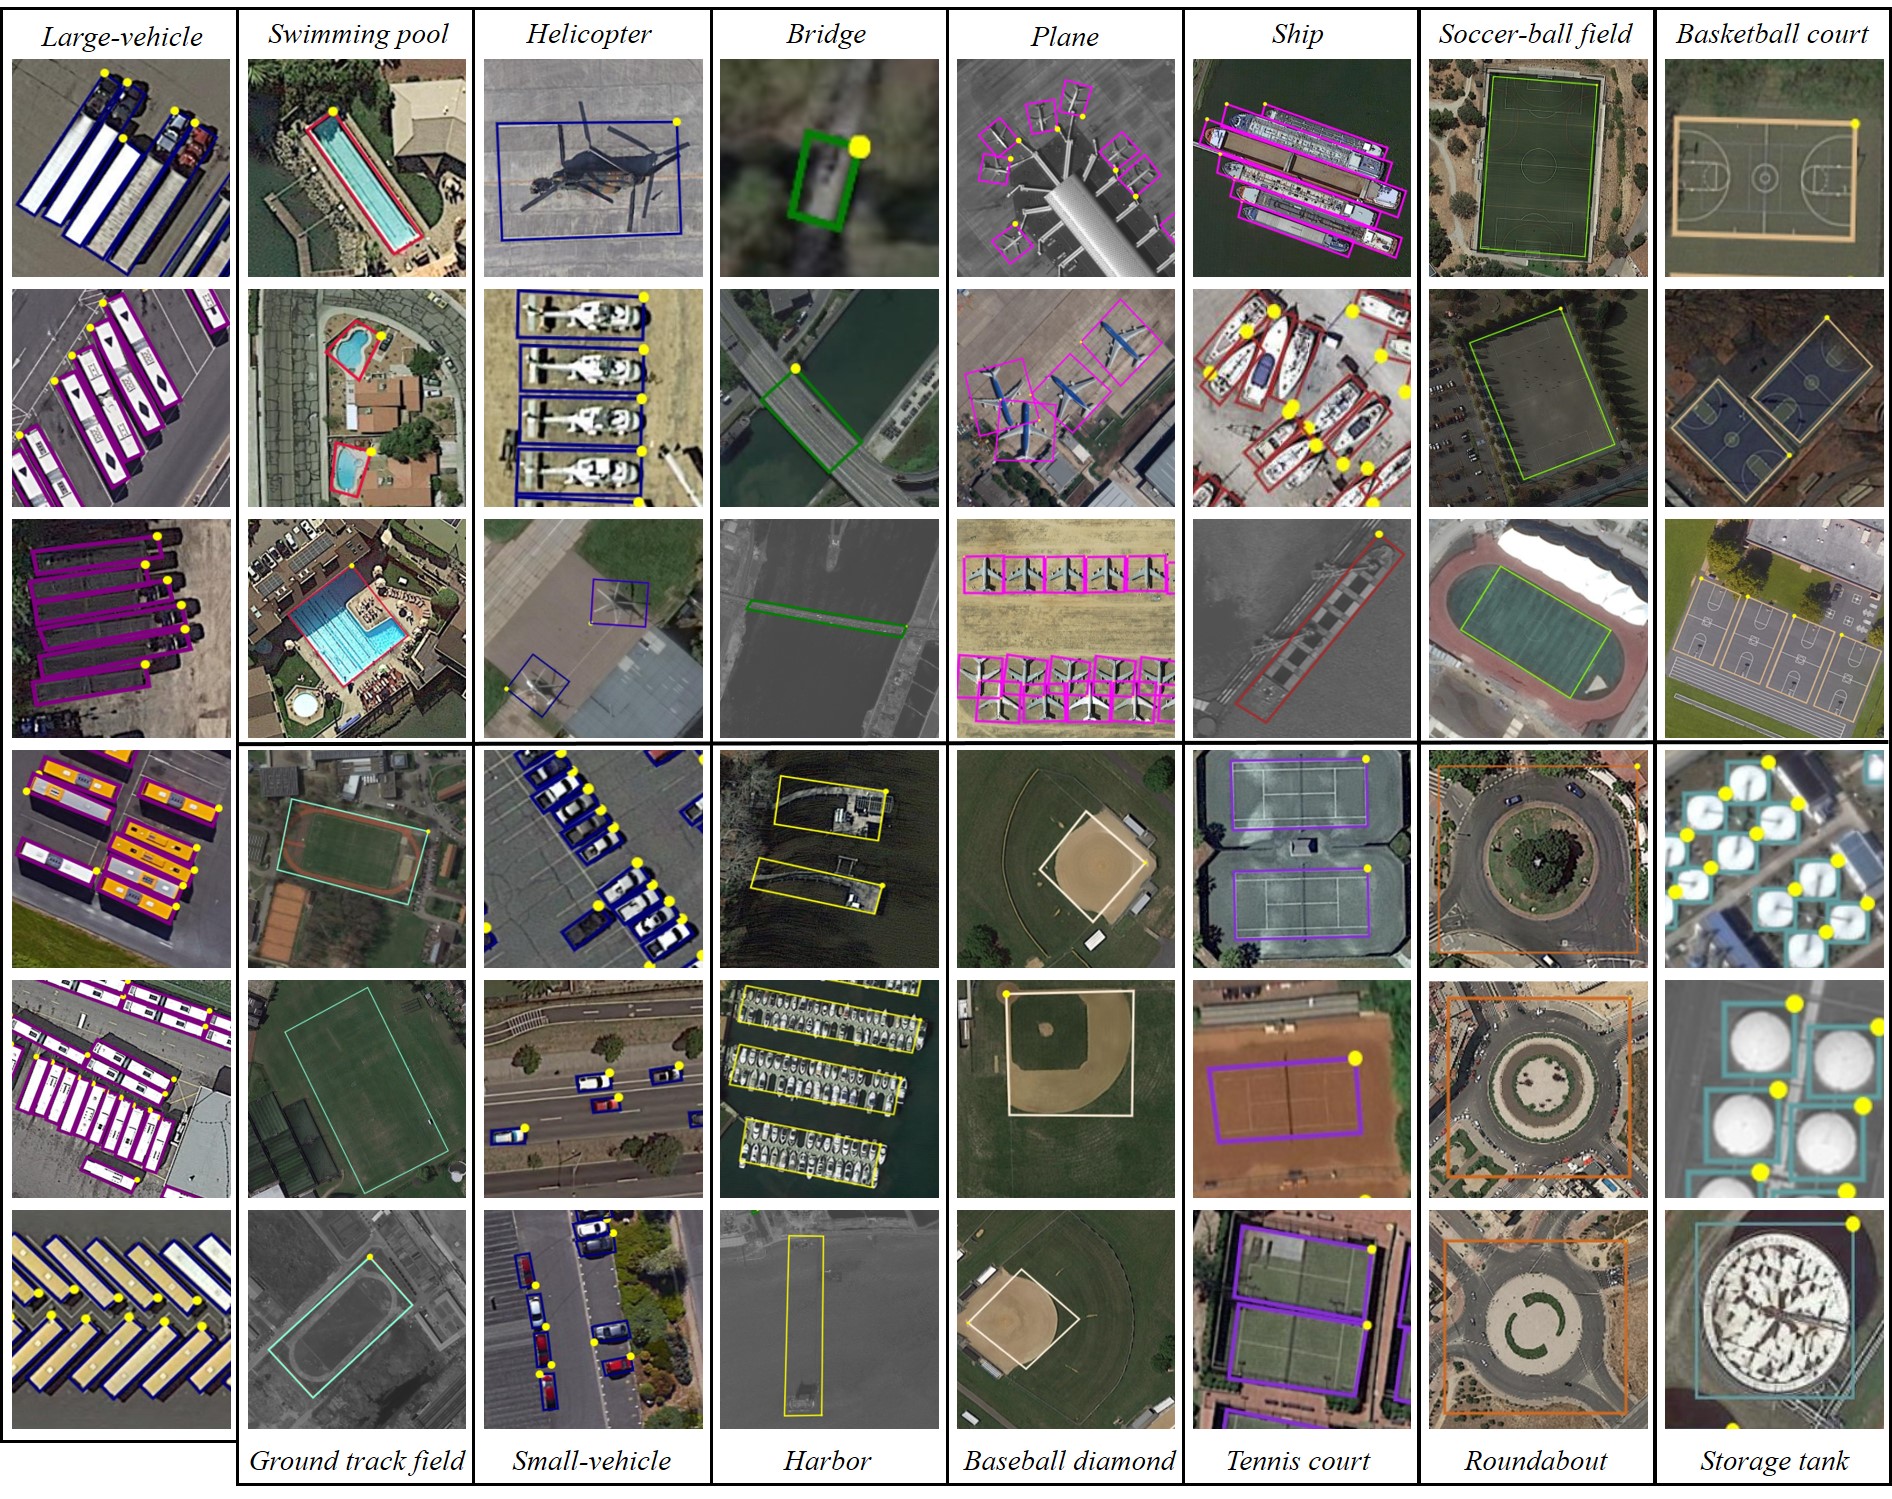 Large-vehicle
Swimming pool
Helicopter
Bridge
Plane
Ship
Soccer-ball field
Basketball court
Ground track field
Small-vehicle
Harbor
Baseball diamond
Tennis court
Roundabout
Storage tank